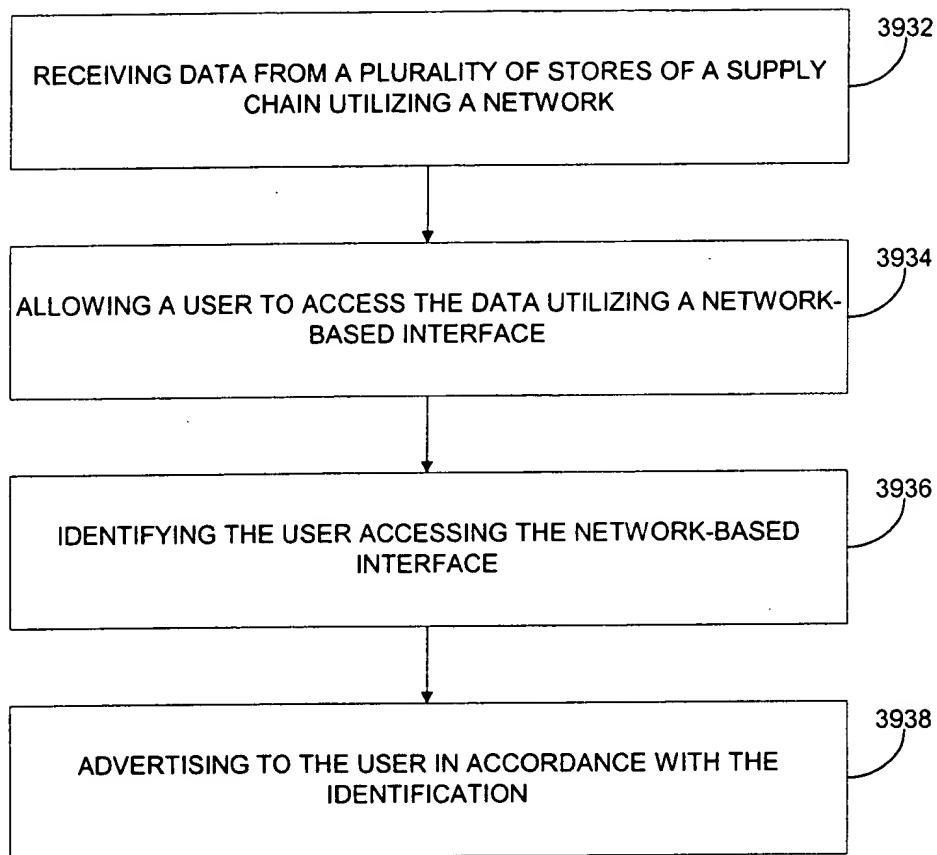 3932
RECEIVING DATA FROM A PLURALITY OF STORES OF A SUPPLY
CHAIN UTILIZING A NETWORK
3934
ALLOWING A USER TO ACCESS THE DATA UTILIZING A NETWORK-
BASED INTERFACE
3936
IDENTIFYING THE USER ACCESSING THE NETWORK-BASED
INTERFACE
3938
ADVERTISING TO THE USER IN ACCORDANCE WITH THE
IDENTIFICATION